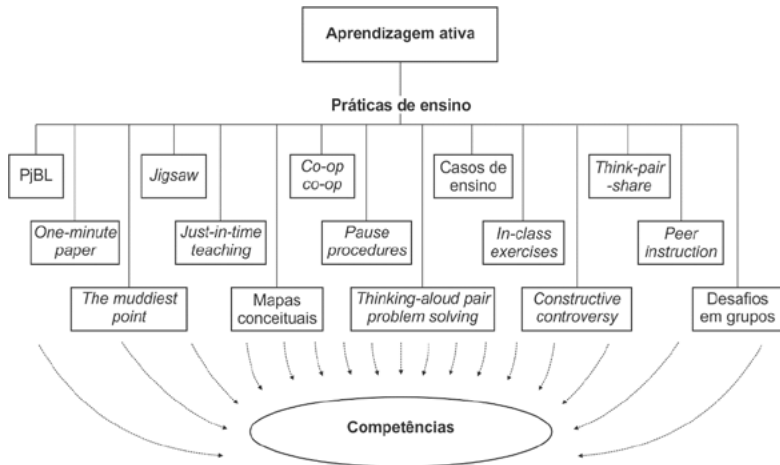 Aprendizagem ativa
Práticas de ensino
PjBL
Jigsaw
Co-op
co-op
Casos de
ensino
Think-pair
-share
One-minute
paper
Just-in-time
teaching
Pause
procedures
In-class
exercises
Peer
instruction
The muddiest
point
Mapas
conceituais
Thinking-aloud pair
problem solving
Constructive
controversy
Desafios
em grupos
Competências